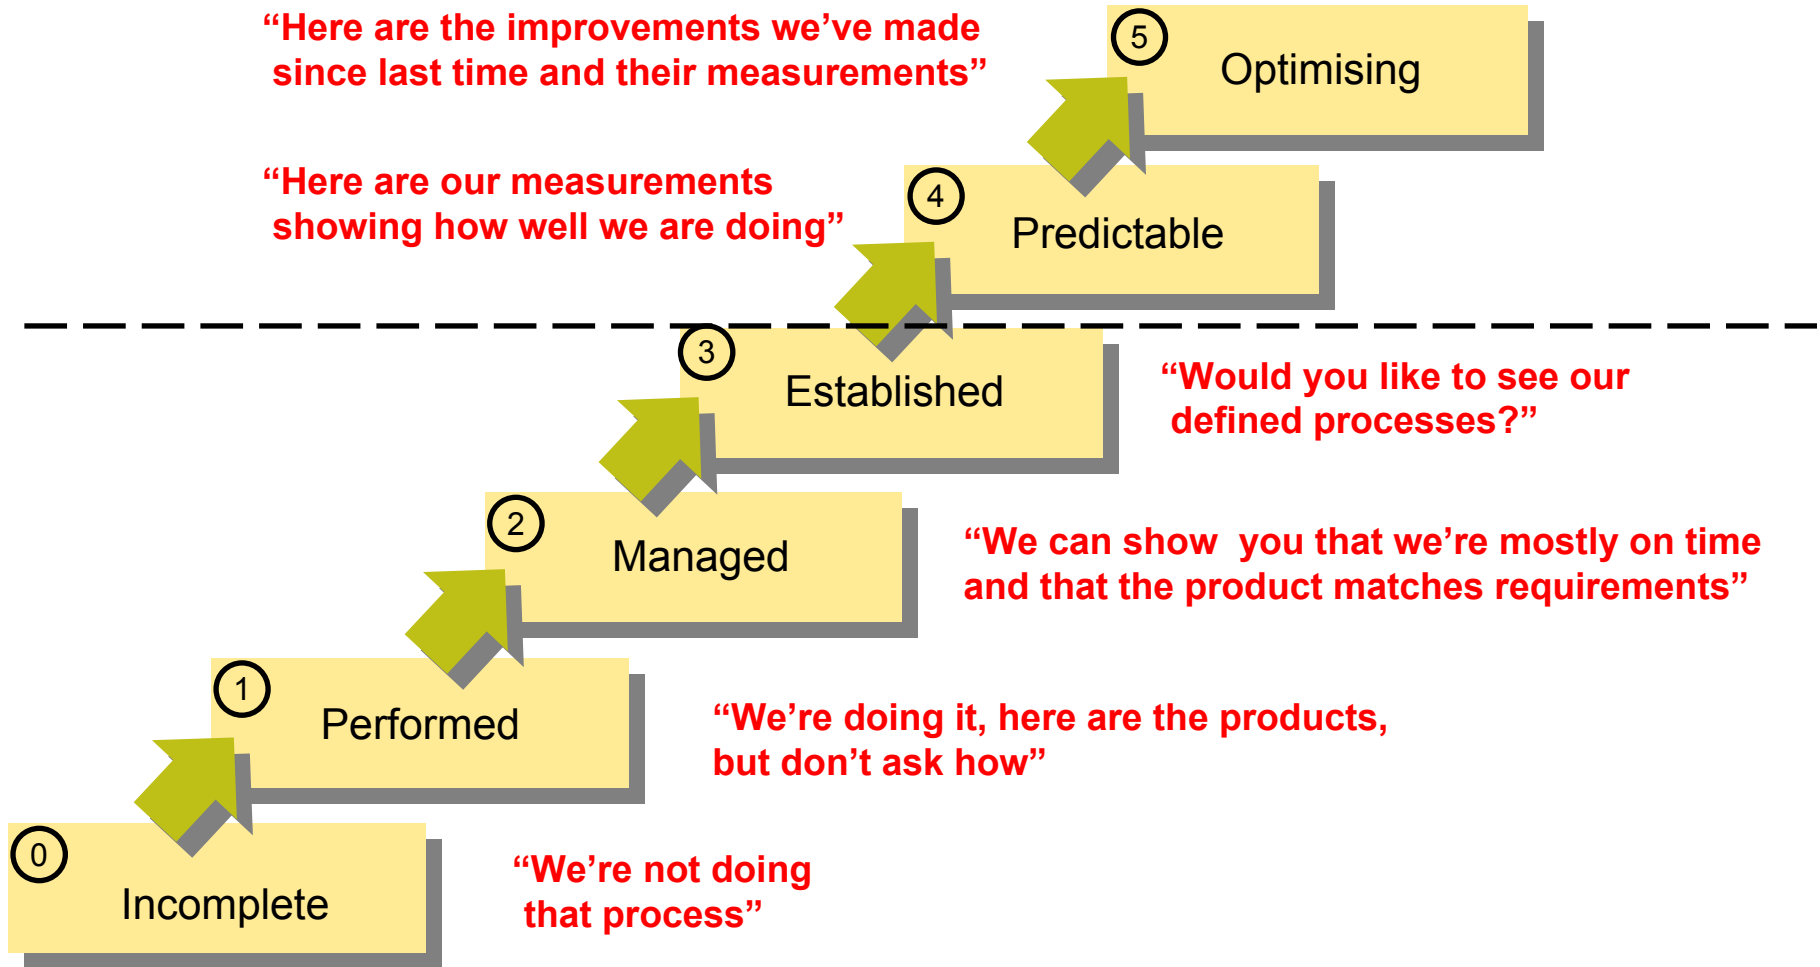 “Here are the improvements we’ve made
since last time and their measurements”
5
Optimising
“Here are our measurements
showing how well we are doing”
4
Predictable
3
Established
“Would you like to see our
defined processes?”
2
Managed
“We can show  you that we’re mostly on time
and that the product matches requirements”
1
Performed
“We’re doing it, here are the products,
but don’t ask how”
0
Incomplete
“We’re not doing
that process”